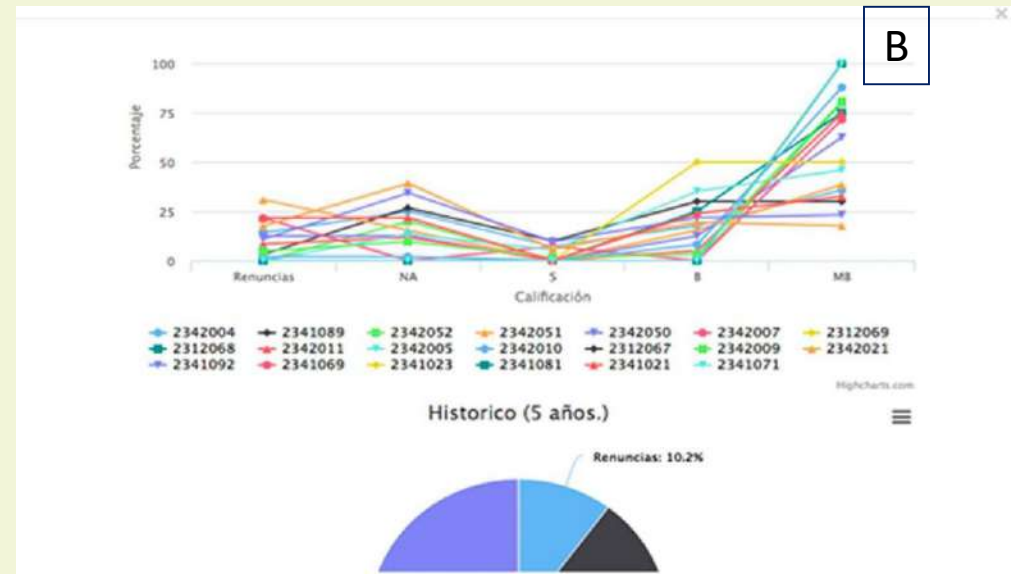 B
×
100
75
50
25
0
Porcentaje
Renuncias NA S B MB
Calificación
2342004 2341089 2342052 2342051 2342050 2342007 2312069
2312068 2342011 2342005 2342010 2312067 2342009 2342021
2341092 2341069 2341023 2341081 2341021 2341071
Highcharts.com
Historico (5 años.)
Renuncias: 10.2%